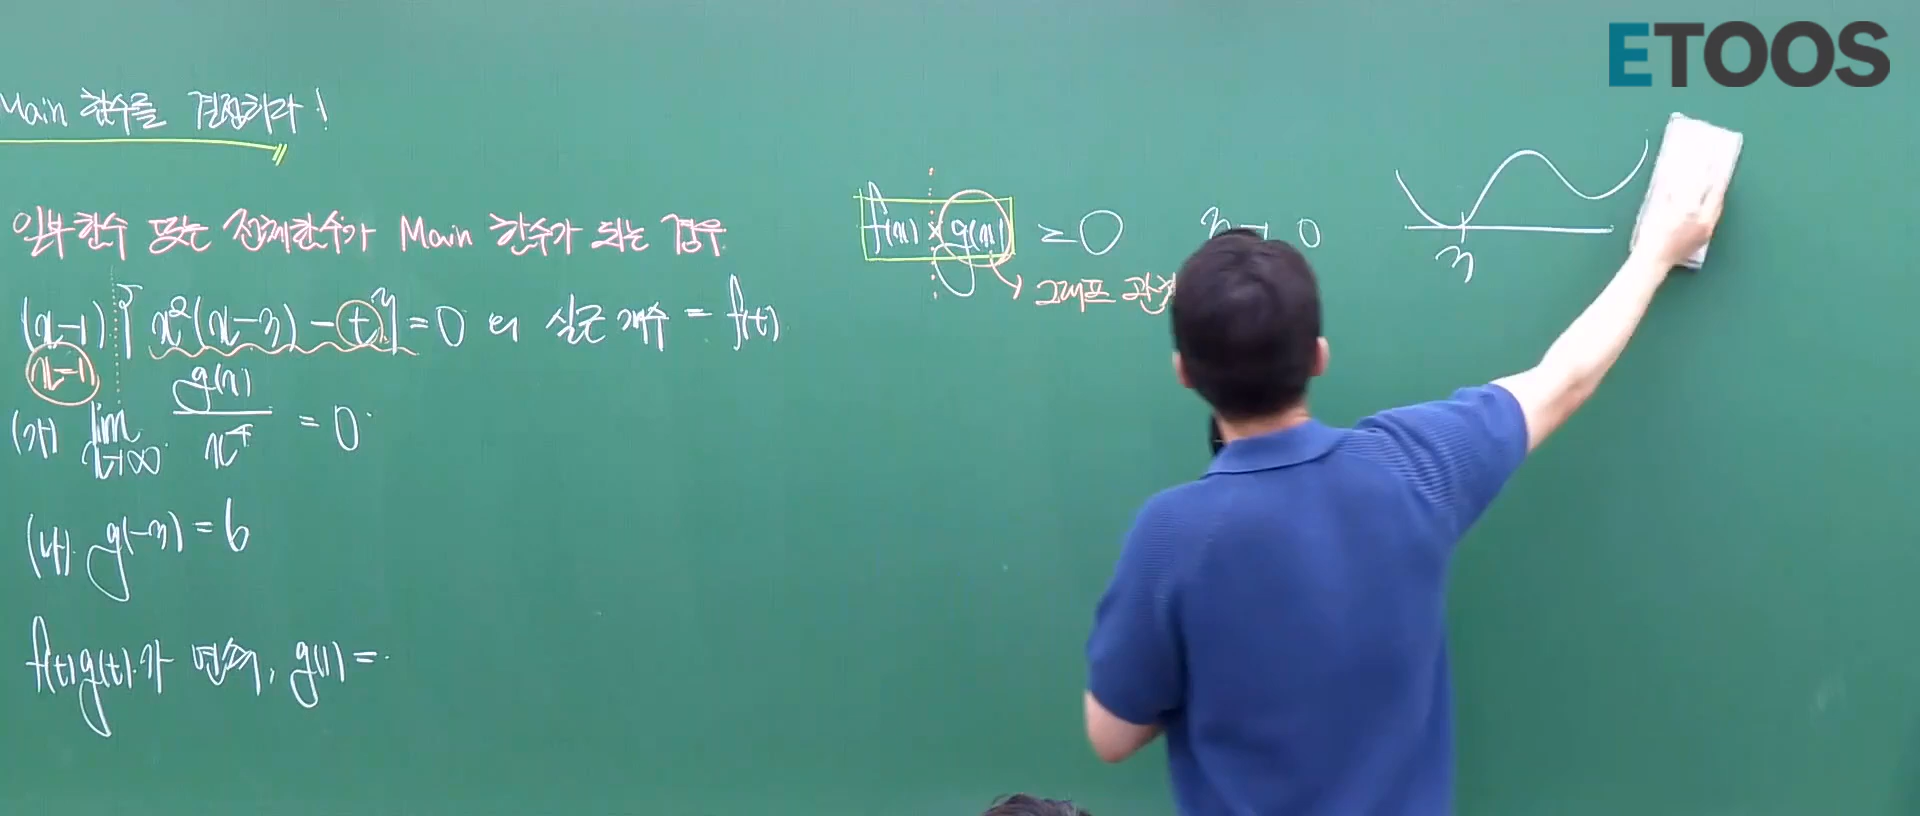 ETOOS
Main 함수를 결정하라!
일부함수 또는 전체함수가 Main 함수가 되는 경우
(x-1){x²(x-3)-t}=0 의 실근 개수 = f(t)
x=1
(가) lim x→∞ g(x)/x⁴ = 0
(나) g(-3)=6
f(t)g(t)가 연속, g(1)=
f(x)×g(x) ≥0
그래프
0
3